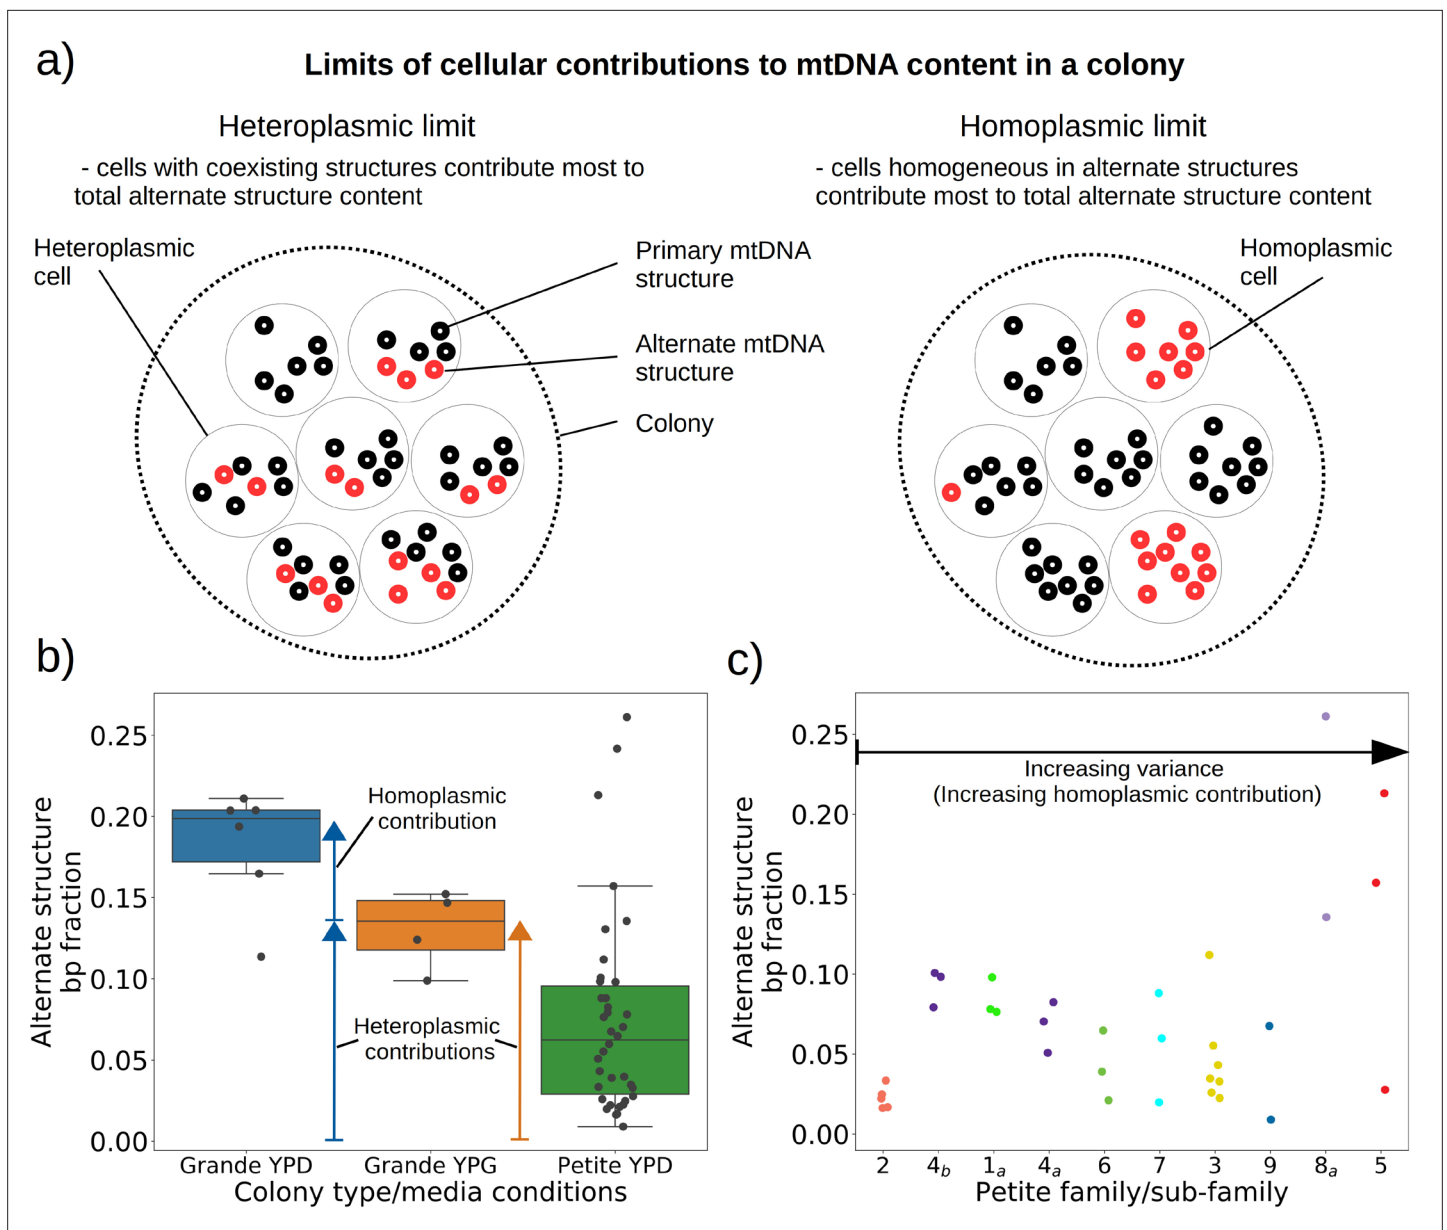 a)
Limits of cellular contributions to mtDNA content in a colony
Heteroplasmic limit
- cells with coexisting structures contribute most to
total alternate structure content
Homoplasmic limit
- cells homogeneous in alternate structures
contribute most to total alternate structure content
Heteroplasmic
cell
Primary mtDNA
structure
Alternate mtDNA
structure
Colony
Homoplasmic
cell
b)
Alternate structure
bp fraction
0.25
0.20
0.15
0.10
0.05
0.00
Homoplasmic
contribution
Heteroplasmic
contributions
Grande YPD
Grande YPG
Petite YPD
Colony type/media conditions
c)
Alternate structure
bp fraction
0.25
0.20
0.15
0.10
0.05
0.00
Increasing variance
(Increasing homoplasmic contribution)
2 4b 1a 4a 6 7 3 9 8a 5
Petite family/sub-family